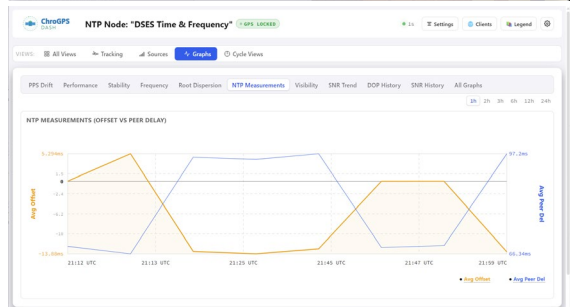 ChroGPS
DASH
NTP Node: "DSES Time & Frequency"
GPS LOCKED
1s
Settings
Clients
Legend
VIEWS:
All Views
Tracking
Sources
Graphs
Cycle Views
PPS Drift
Performance
Stability
Frequency
Root Dispersion
NTP Measurements
Visibility
SNR Trend
DOP History
SNR History
All Graphs
1h
2h
3h
6h
12h
24h
NTP MEASUREMENTS (OFFSET VS PEER DELAY)
97.2ms
0
-10
Avg Offset
Avg Peer Del
66.34ms
21:12 UTC
21:13 UTC
21:25 UTC
21:45 UTC
21:47 UTC
21:59 UTC
Avg Offset
Avg Peer Del